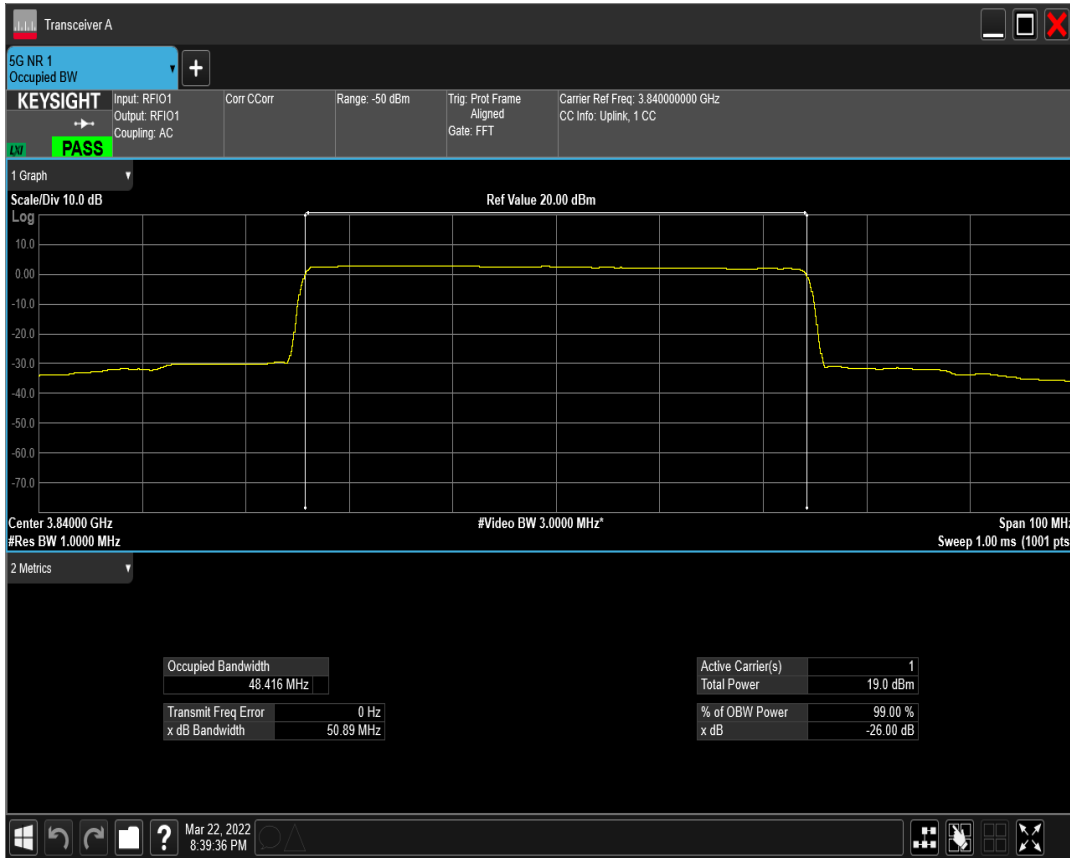 Transceiver A
5G NR 1
Occupied BW
KEYSIGHT
LXI
PASS
Input: RFIO1
Output: RFIO1
Coupling: AC
Corr CCorr
Range: -50 dBm
Trig: Prot Frame
Aligned
Gate: FFT
Carrier Ref Freq: 3.840000000 GHz
CC Info: Uplink, 1 CC
1 Graph
Scale/Div 10.0 dB
Ref Value 20.00 dBm
Log
10.0
0.00
-10.0
-20.0
-30.0
-40.0
-50.0
-60.0
-70.0
Center 3.84000 GHz
#Video BW 3.0000 MHz*
Span 100 MHz
#Res BW 1.0000 MHz
Sweep 1.00 ms (1001 pts
2 Metrics
Occupied Bandwidth
48.416 MHz
Transmit Freq Error 0 Hz
x dB Bandwidth 50.89 MHz
Active Carrier(s) 1
Total Power 19.0 dBm
% of OBW Power 99.00 %
x dB -26.00 dB
?
Mar 22, 2022
8:39:36 PM